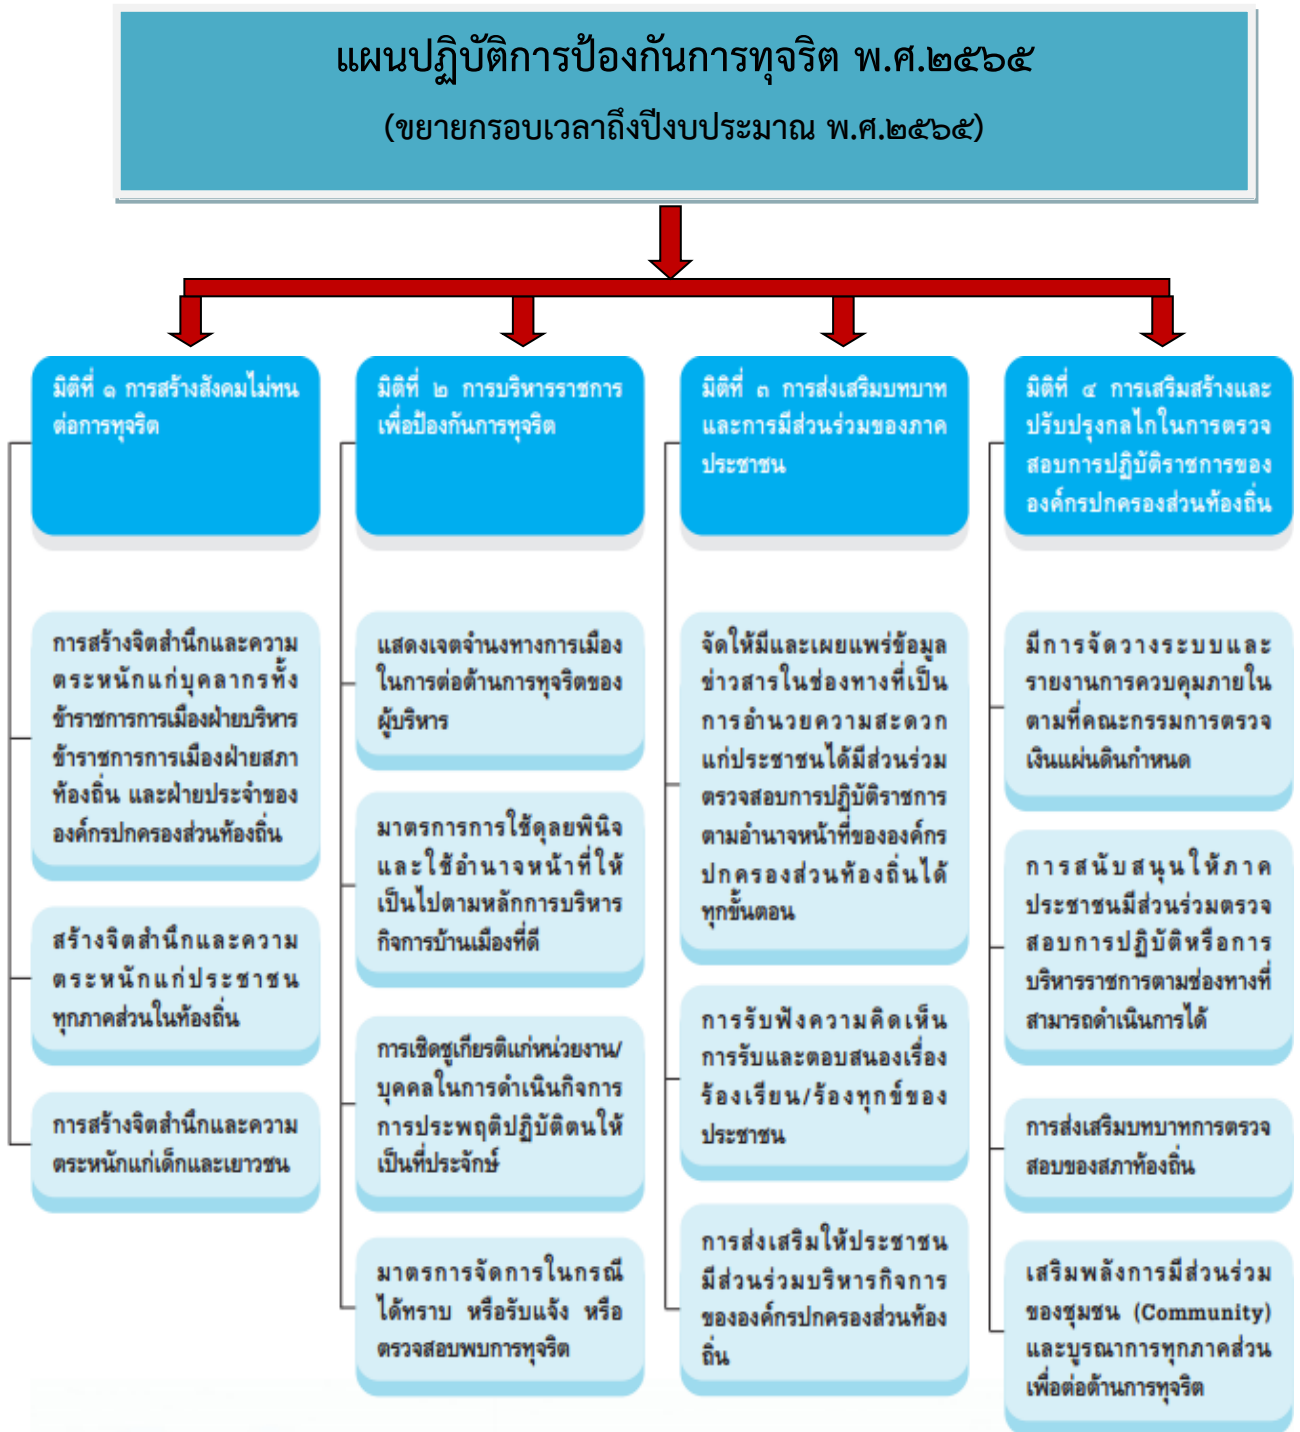 แผนปฏิบัติการป้องกันการทุจริต พ.ศ.๒๕๖๕
(ขยายกรอบเวลาถึงปีงบประมาณ พ.ศ.๒๕๖๕)
มิติที่ ๑ การสร้างสังคมไม่ทน
ต่อการทุจริต
การสร้างจิตสำนึกและความ
ตระหนักแก่บุคลากรทั้ง
ข้าราชการการเมืองฝ่ายบริหาร
ข้าราชการการเมืองฝ่ายสภา
ท้องถิ่น และฝ่ายประจำของ
องค์กรปกครองส่วนท้องถิ่น
สร้างจิตสำนึกและความ
ตระหนักแก่ประชาชน
ทุกภาคส่วนในท้องถิ่น
การสร้างจิตสำนึกและความ
ตระหนักแก่เด็กและเยาวชน
มิติที่ ๒ การบริหารราชการ
เพื่อป้องกันการทุจริต
แสดงเจตจำนงทางการเมือง
ในการต่อต้านการทุจริตของ
ผู้บริหาร
มาตรการการใช้ดุลยพินิจ
และใช้อำนาจหน้าที่ให้
เป็นไปตามหลักการบริหาร
กิจการบ้านเมืองที่ดี
การเชิดชูเกียรติแก่หน่วยงาน/
บุคคลในการดำเนินกิจการ
การประพฤติปฏิบัติตนให้
เป็นที่ประจักษ์
มาตรการจัดการในกรณี
ได้ทราบ หรือรับแจ้ง หรือ
ตรวจสอบพบการทุจริต
มิติที่ ๓ การส่งเสริมบทบาท
และการมีส่วนร่วมของภาค
ประชาชน
จัดให้มีและเผยแพร่ข้อมูล
ข่าวสารในช่องทางที่เป็น
การอำนวยความสะดวก
แก่ประชาชนได้มีส่วนร่วม
ตรวจสอบการปฏิบัติราชการ
ตามอำนาจหน้าที่ขององค์กร
ปกครองส่วนท้องถิ่นได้
ทุกขั้นตอน
การรับฟังความคิดเห็น
การรับและตอบสนองเรื่อง
ร้องเรียน/ร้องทุกข์ของ
ประชาชน
การส่งเสริมให้ประชาชน
มีส่วนร่วมบริหารกิจการ
ขององค์กรปกครองส่วนท้อง
ถิ่น
มิติที่ ๔ การเสริมสร้างและ
ปรับปรุงกลไกในการตรวจ
สอบการปฏิบัติราชการของ
องค์กรปกครองส่วนท้องถิ่น
มีการจัดวางระบบและ
รายงานการควบคุมภายใน
ตามที่คณะกรรมการตรวจ
เงินแผ่นดินกำหนด
การสนับสนุนให้ภาค
ประชาชนมีส่วนร่วมตรวจ
สอบการปฏิบัติหรือการ
บริหารราชการตามช่องทางที่
สามารถดำเนินการได้
การส่งเสริมบทบาทการตรวจ
สอบของสภาท้องถิ่น
เสริมพลังการมีส่วนร่วม
ของชุมชน (Community)
และบูรณาการทุกภาคส่วน
เพื่อต่อต้านการทุจริต